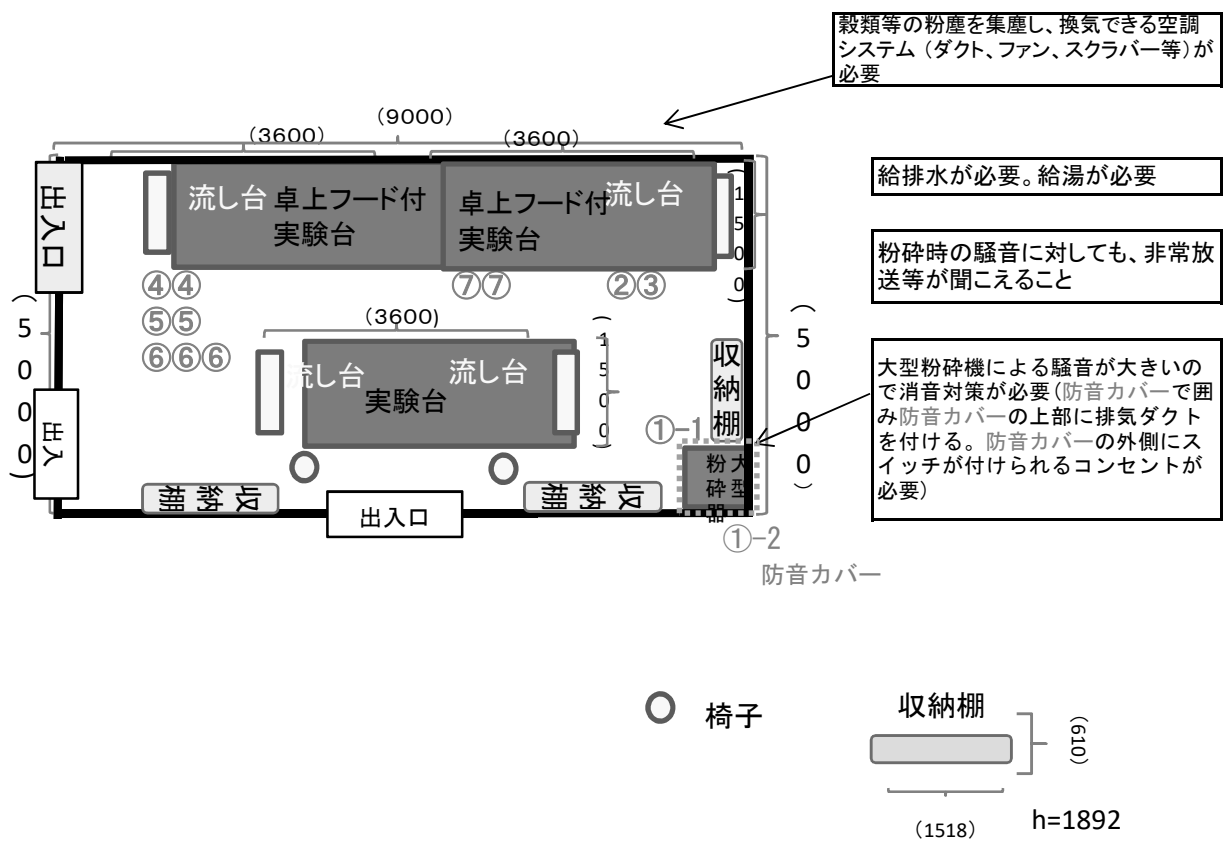 穀類等の粉塵を集塵し、換気できる空調
システム（ダクト、ファン、スクラバー等）が
必要
（9000）
（3600）
（3600）
給排水が必要。給湯が必要
粉砕時の騒音に対しても、非常放
送等が聞こえること
大型粉砕機による騒音が大きいの
で消音対策が必要（防音カバーで囲
み防音カバーの上部に排気ダクト
を付ける。防音カバーの外側にス
イッチが付けられるコンセントが
必要）
出入口
流し台
卓上フード付
実験台
卓上フード付
実験台
流し台
（1500）
④④
⑤⑤
⑥⑥⑥
⑦⑦
②③
（5000）
（5000）
（3600）
（1500）
流し台
流し台
実験台
収納棚
①-1
大型
粉砕器
出入
収納棚
出入口
収納棚
①-2
防音カバー
椅子
収納棚
（610）
（1518）
h=1892